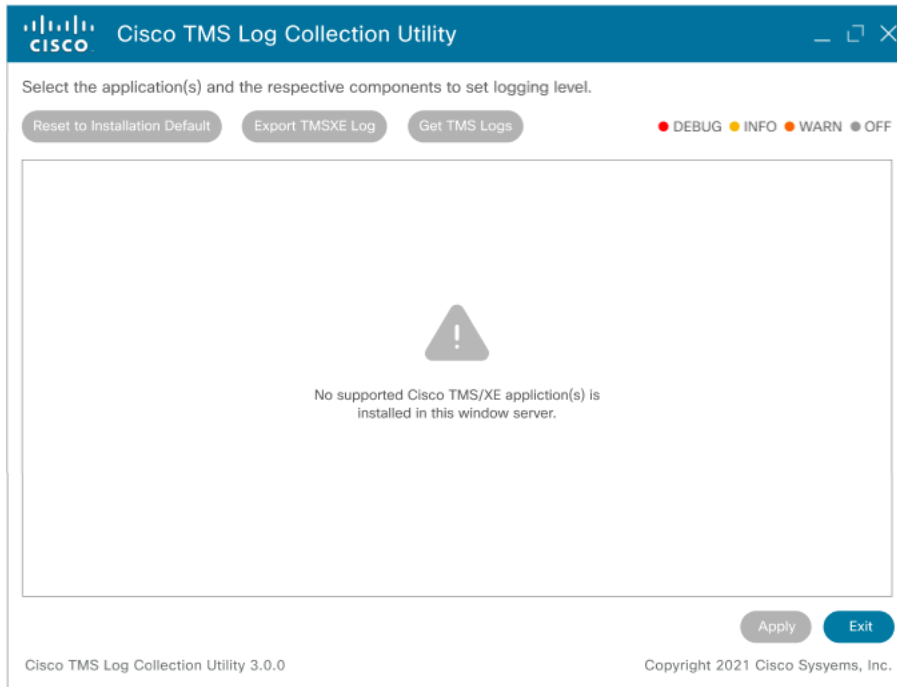 CISCO Cisco TMS Log Collection Utility
Select the application(s) and the respective components to set logging level.
Reset to Installation Default Export TMSXE Log Get TMS Logs DEBUG INFO WARN OFF
No supported Cisco TMS/XE appliction(s) is
installed in this window server.
Apply Exit
Cisco TMS Log Collection Utility 3.0.0 Copyright 2021 Cisco Sysyems, Inc.